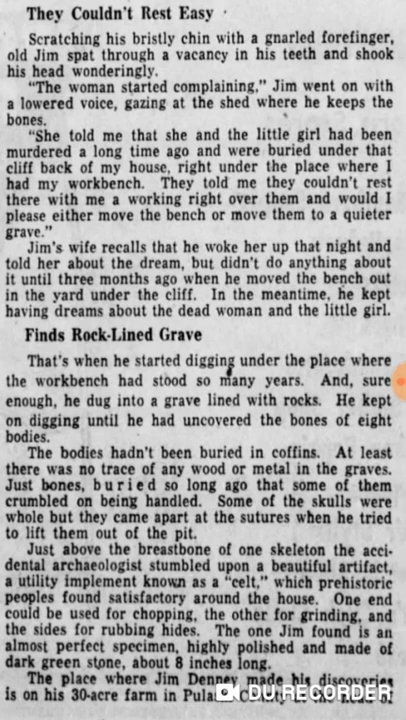 They Couldn't Rest Easy
Scratching his bristly chin with a gnarled forefinger,
old Jim spat through a vacancy in his teeth and shook
his head wonderingly.
"The woman started complaining," Jim went on with
a lowered voice, gazing at the shed where he keeps the
bones.
"She told me that she and the little girl had been
murdered a long time ago and were buried under that
cliff back of my house, right under the place where I
had my workbench. They told me they couldn't rest
there with me a working right over them and would I
please either move the bench or move them to a quieter
grave."
Jim's wife recalls that he woke her up that night and
told her about the dream, but didn't do anything about
it until three months ago when he moved the bench out
in the yard under the cliff. In the meantime, he kept
having dreams about the dead woman and the little girl.
Finds Rock-Lined Grave
That's when he started digging under the place where
the workbench had stood so many years. And, sure
enough, he dug into a grave lined with rocks. He kept
on digging until he had uncovered the bones of eight
bodies.
The bodies hadn't been buried in coffins. At least
there was no trace of any wood or metal in the graves.
Just bones, buried so long ago that some of them
crumbled on being handled. Some of the skulls were
whole but they came apart at the sutures when he tried
to lift them out of the pit.
Just above the breastbone of one skeleton the acci-
dental archaeologist stumbled upon a beautiful artifact,
a utility implement known as a "celt," which prehistoric
peoples found satisfactory around the house. One end
could be used for chopping, the other for grinding, and
the sides for rubbing hides. The one Jim found is an
almost perfect specimen, highly polished and made of
dark green stone, about 8 inches long.
The place where Jim Denney made his discoveries
is on his 30-acre farm in
DU RECORDER